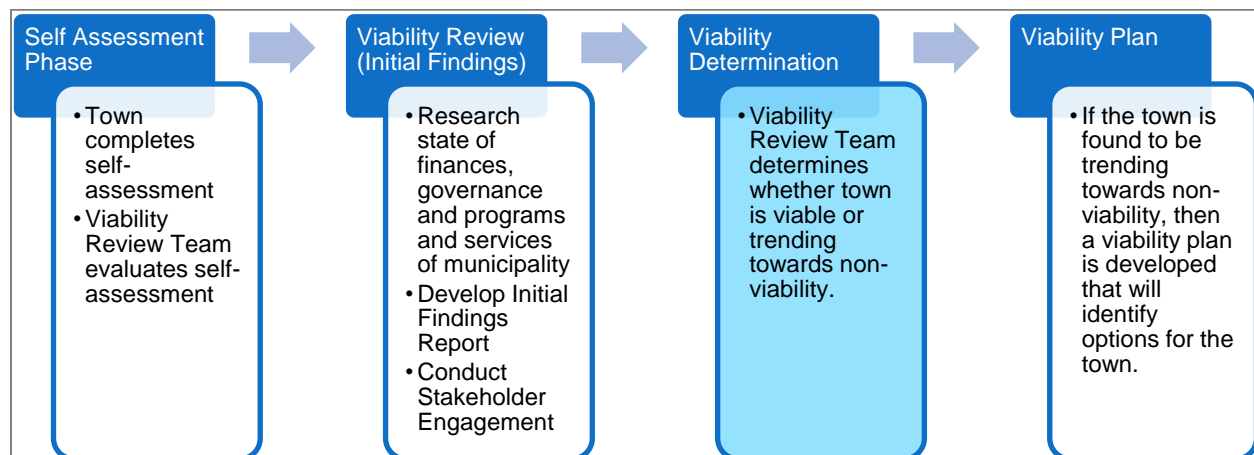 Self Assessment
Phase
• Town
completes
self-
assessment
• Viability
Review Team
evaluates self-
assessment
Viability Review
(Initial Findings)
• Research
state of
finances,
governance
and programs
and services
of municipality
• Develop Initial
Findings
Report
• Conduct
Stakeholder
Engagement
Viability
Determination
• Viability
Review Team
determines
whether town
is viable or
trending
towards non-
viability.
Viability Plan
• If the town is
found to be
trending
towards non-
viability, then
a viability plan
is developed
that will
identify
options for the
town.